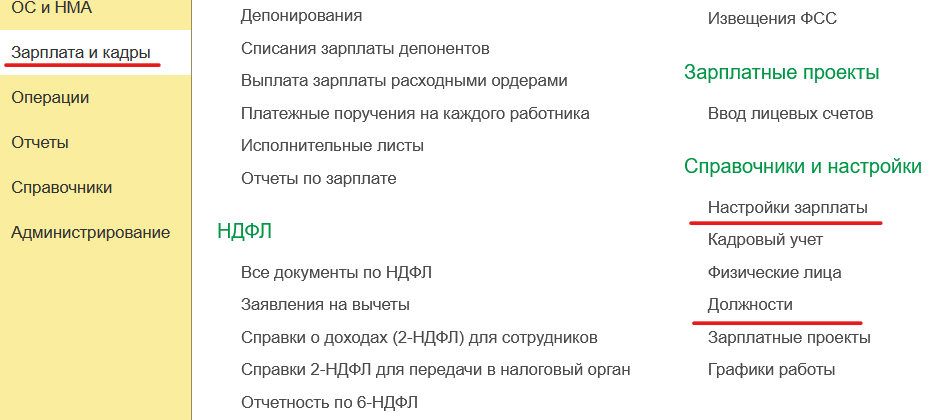 ОС и НМА
Зарплата и кадры
Операции
Отчеты
Справочники
Администрирование
Депонирования
Списания зарплаты депонентов
Выплата зарплаты расходными ордерами
Платежные поручения на каждого работника
Исполнительные листы
Отчеты по зарплате
НДФЛ
Все документы по НДФЛ
Заявления на вычеты
Справки о доходах (2-НДФЛ) для сотрудников
Справки 2-НДФЛ для передачи в налоговый орган
Отчетность по 6-НДФЛ
Извещения ФСС
Зарплатные проекты
Ввод лицевых счетов
Справочники и настройки
Настройки зарплаты
Кадровый учет
Физические лица
Должности
Зарплатные проекты
Графики работы